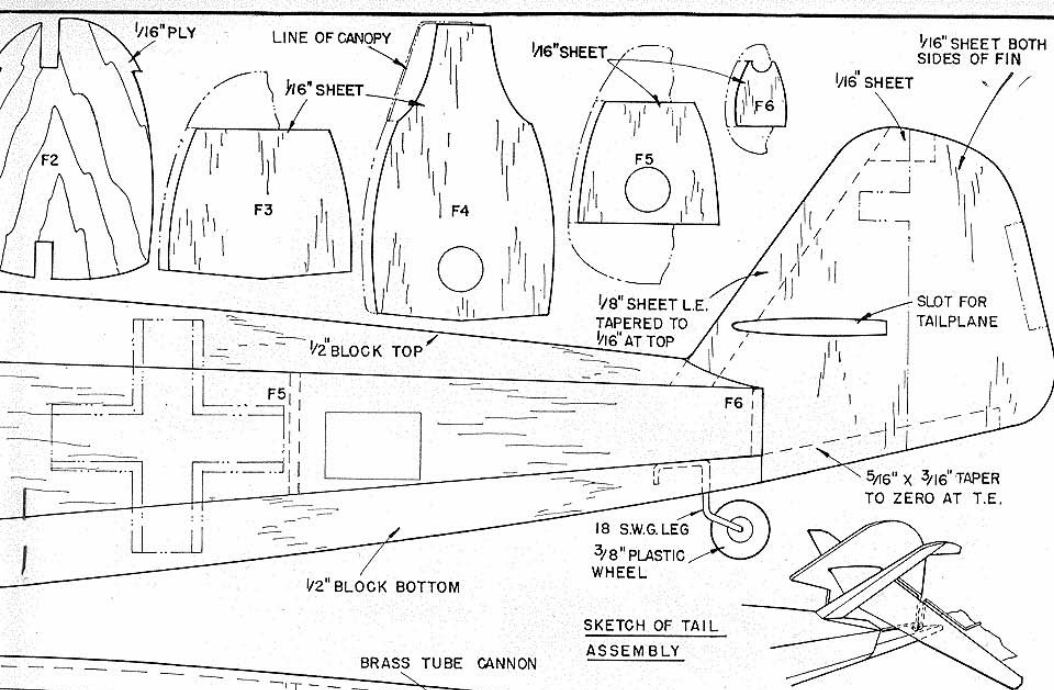 1/16" PLY
LINE OF CANOPY
1/16" SHEET
1/16" SHEET
1/16" SHEET
1/16" SHEET BOTH
SIDES OF FIN
F2
F3
F4
F5
F6
1/8" SHEET L.E.
TAPERED TO
1/16" AT TOP
SLOT FOR
TAILPLANE
1/2" BLOCK TOP
F5
F6
5/16" X 3/16" TAPER
TO ZERO AT T.E.
18 S.W.G. LEG
3/8" PLASTIC
WHEEL
1/2" BLOCK BOTTOM
SKETCH OF TAIL
ASSEMBLY
BRASS TUBE CANNON